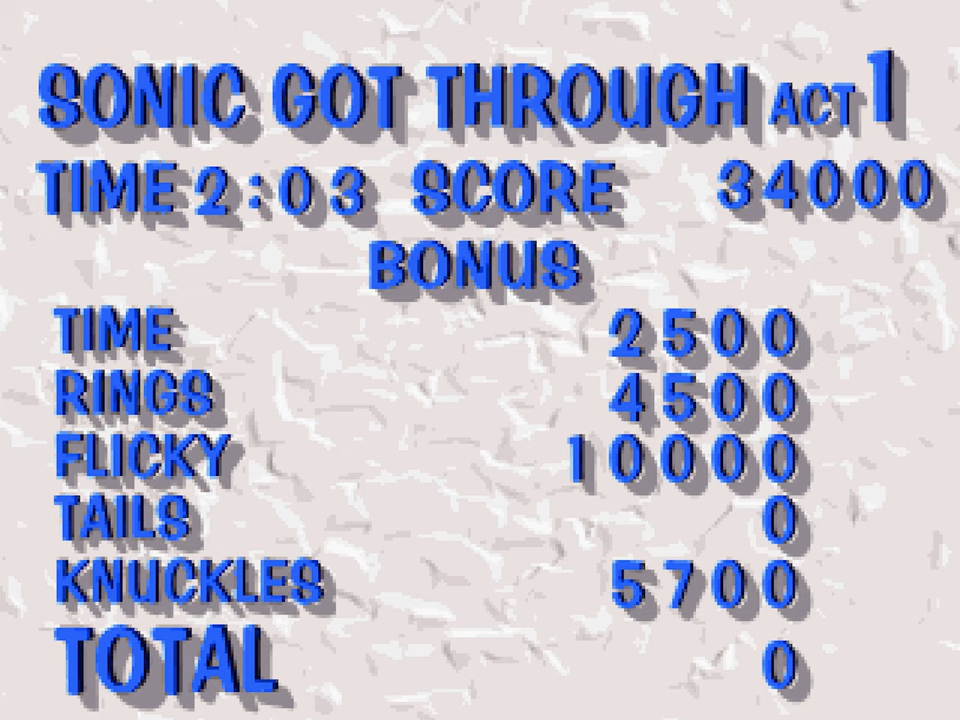 SONIC GOT THROUGH ACT 1
TIME 2:03 SCORE 34000
BONUS
TIME 2500
RINGS 4500
FLICKY 10000
TAILS 0
KNUCKLES 5700
TOTAL 0